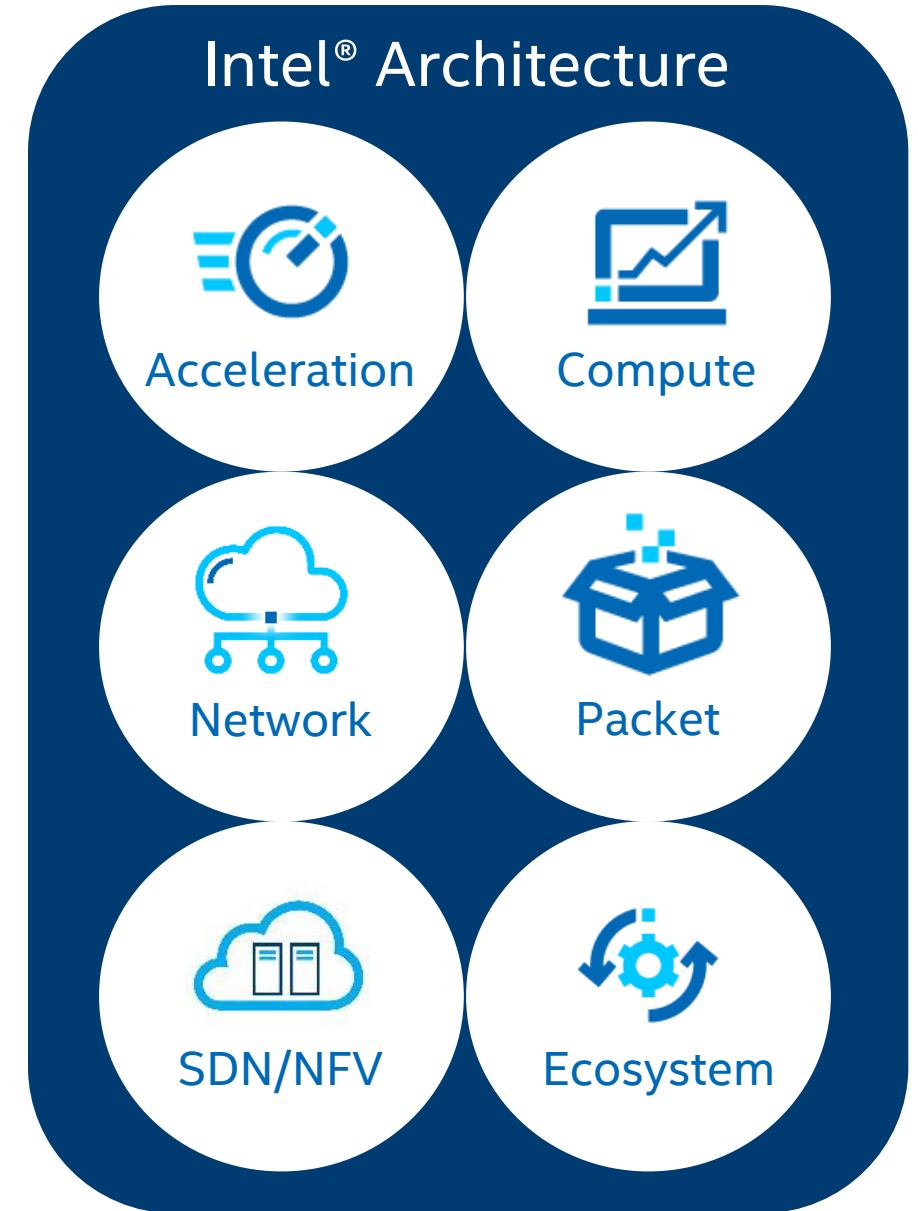 Intel® Architecture
Acceleration
Compute
Network
Packet
SDN/NFV
Ecosystem